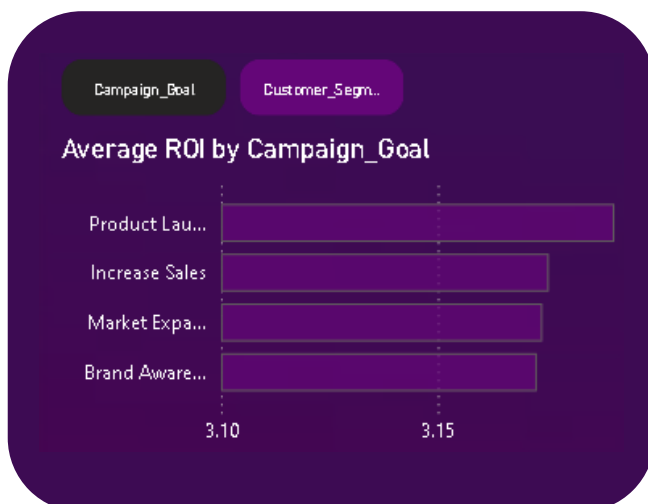 Campaign_Goal Customer_Segm...
Average ROI by Campaign_Goal
Product Lau...
Increase Sales
Market Expa...
Brand Aware...
3.10 3.15